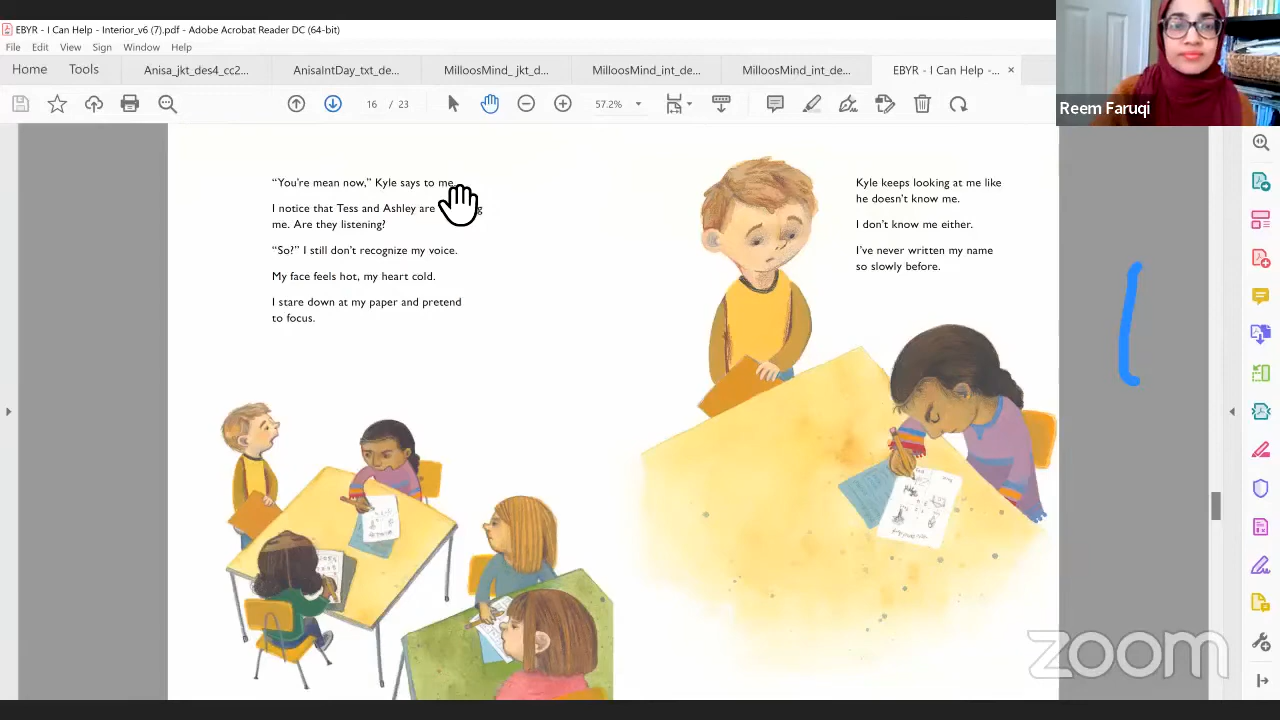 EBYR - I Can Help - Interior_v6 (7).pdf - Adobe Acrobat Reader DC (64-bit)
File Edit View Sign Window Help
Home Tools Anisa_jkt_des4_cc2... AnisaIntDay_txt_de... MilloosMind_ jkt_d... MilloosMind_int_de... MilloosMind_int_de... EBYR - I Can Help -... ×
16 / 23 57.2%
Reem Faruqi
“You’re mean now,” Kyle says to me.
I notice that Tess and Ashley are
me. Are they listening?
“So?” I still don’t recognize my voice.
My face feels hot, my heart cold.
I stare down at my paper and pretend
to focus.
Kyle keeps looking at me like
he doesn’t know me.
I don’t know me either.
I’ve never written my name
so slowly before.
zoom